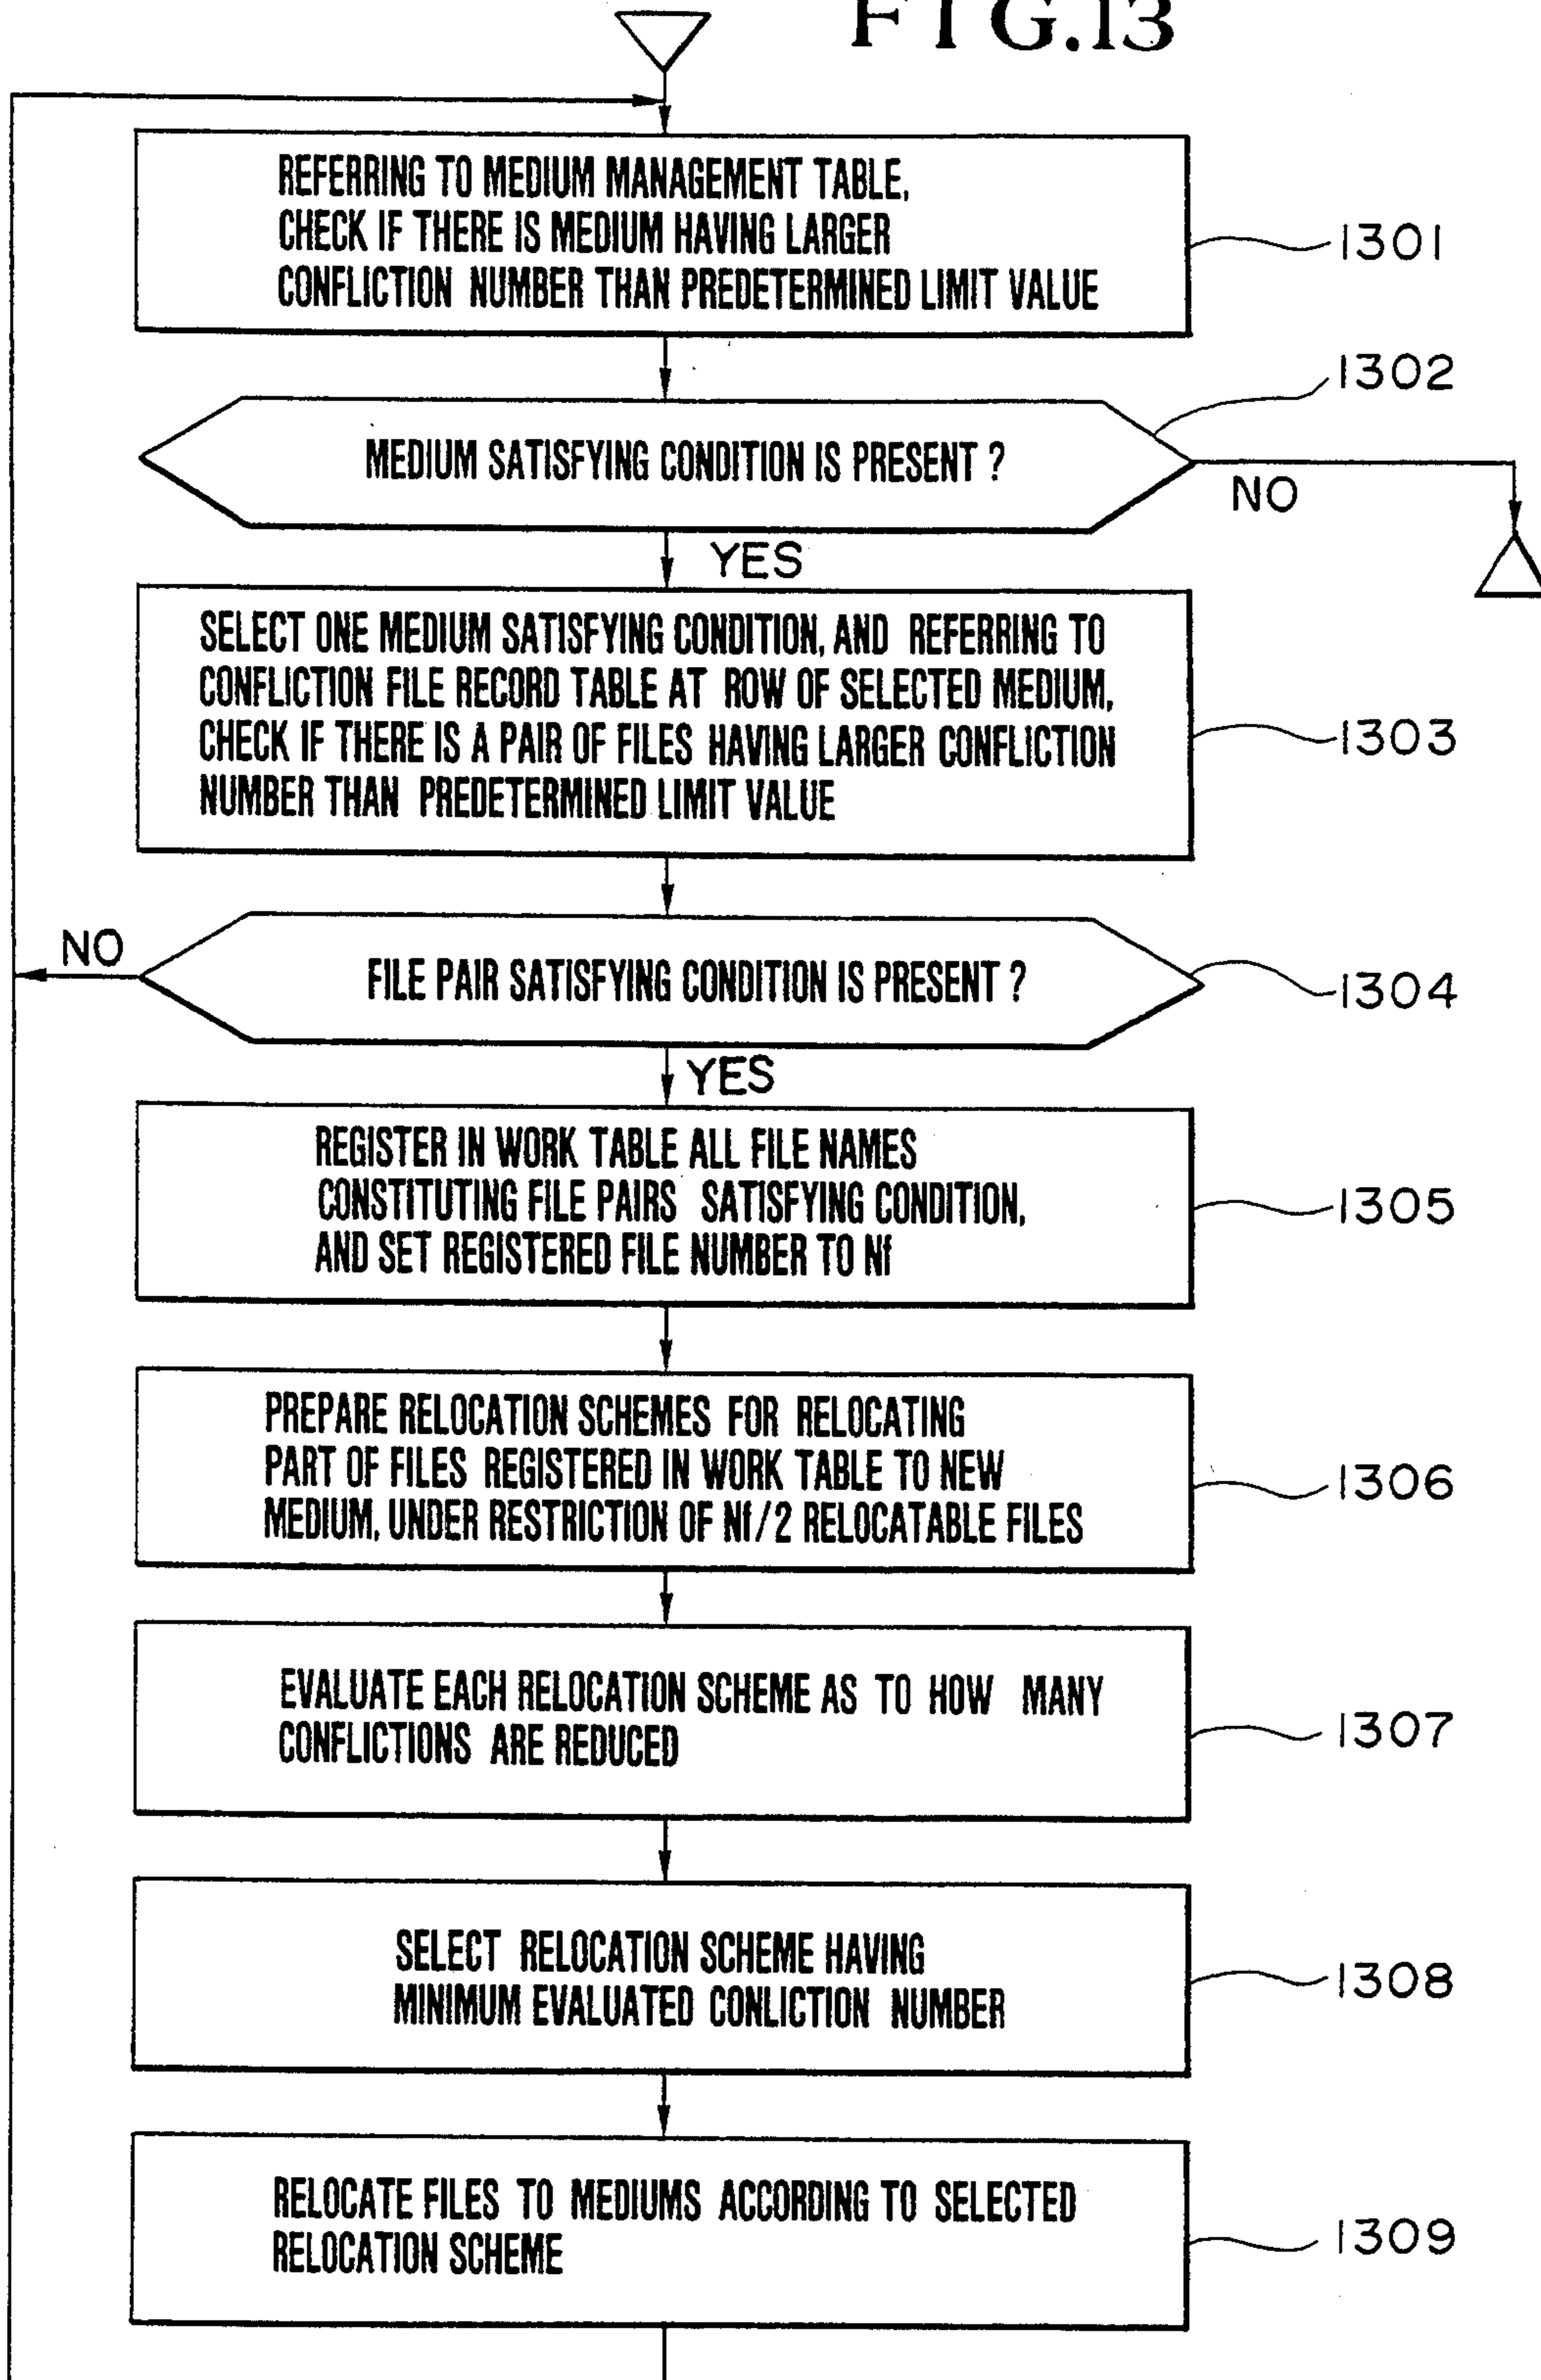 FIG.13
REFERRING TO MEDIUM MANAGEMENT TABLE,
CHECK IF THERE IS MEDIUM HAVING LARGER
CONFLICTION NUMBER THAN PREDETERMINED LIMIT VALUE
1301
1302
MEDIUM SATISFYING CONDITION IS PRESENT ?
NO
YES
SELECT ONE MEDIUM SATISFYING CONDITION, AND REFERRING TO
CONFLICTION FILE RECORD TABLE AT ROW OF SELECTED MEDIUM,
CHECK IF THERE IS A PAIR OF FILES HAVING LARGER CONFLICTION
NUMBER THAN PREDETERMINED LIMIT VALUE
1303
NO
FILE PAIR SATISFYING CONDITION IS PRESENT ?
1304
YES
REGISTER IN WORK TABLE ALL FILE NAMES
CONSTITUTING FILE PAIRS SATISFYING CONDITION,
AND SET REGISTERED FILE NUMBER TO Nf
1305
PREPARE RELOCATION SCHEMES FOR RELOCATING
PART OF FILES REGISTERED IN WORK TABLE TO NEW
MEDIUM, UNDER RESTRICTION OF Nf/2 RELOCATABLE FILES
1306
EVALUATE EACH RELOCATION SCHEME AS TO HOW MANY
CONFLICTIONS ARE REDUCED
1307
SELECT RELOCATION SCHEME HAVING
MINIMUM EVALUATED CONLICTION NUMBER
1308
RELOCATE FILES TO MEDIUMS ACCORDING TO SELECTED
RELOCATION SCHEME
1309